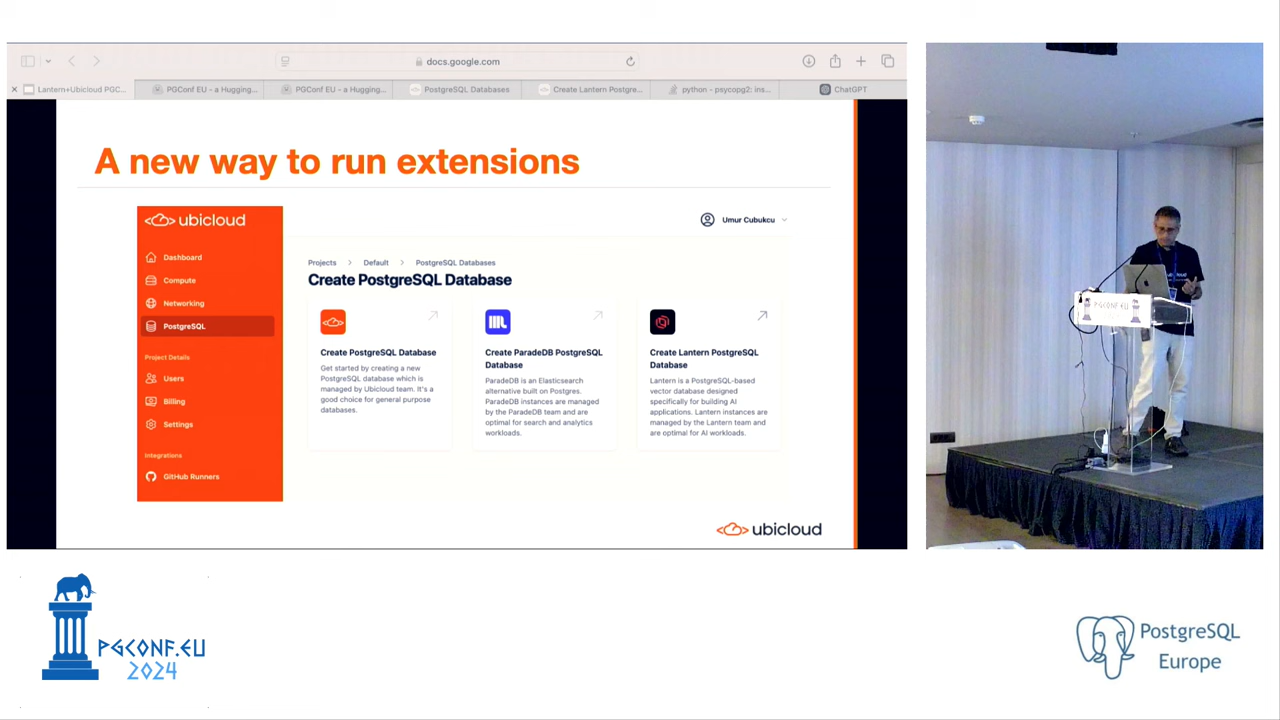 docs.google.com
Lantern+Ubicloud PGC...
PGConf EU - a Hugging...
PGConf EU - a Hugging...
PostgreSQL Databases
Create Lantern Postgre...
python - psycopg2: ins...
ChatGPT
A new way to run extensions
ubicloud
Umur Cubukcu
Dashboard
Compute
Networking
PostgreSQL
Project Details
Users
Billing
Settings
Integrations
GitHub Runners
Projects > Default > PostgreSQL Databases
Create PostgreSQL Database
Create PostgreSQL Database
Get started by creating a new
PostgreSQL database which is
managed by Ubicloud team. It's a
good choice for general purpose
databases.
Create ParadeDB PostgreSQL
Database
ParadeDB is an Elasticsearch
alternative built on Postgres.
ParadeDB instances are managed
by the ParadeDB team and are
optimal for search and analytics
workloads.
Create Lantern PostgreSQL
Database
Lantern is a PostgreSQL-based
vector database designed
specifically for building AI
applications. Lantern instances are
managed by the Lantern team and
are optimal for AI workloads.
ubicloud
PGCONF.EU
PGCONF.EU
2024
PostgreSQL
Europe